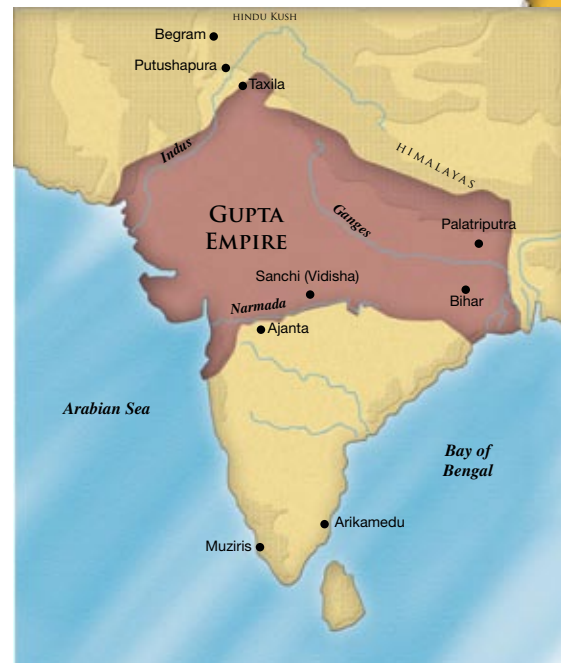 HINDU KUSH
Begram
Putushapura
Taxila
Indus
HIMALAYAS
GUPTA
EMPIRE
Ganges
Palatriputra
Sanchi (Vidisha)
Bihar
Narmada
Ajanta
Arabian Sea
Bay of
Bengal
Arikamedu
Muziris